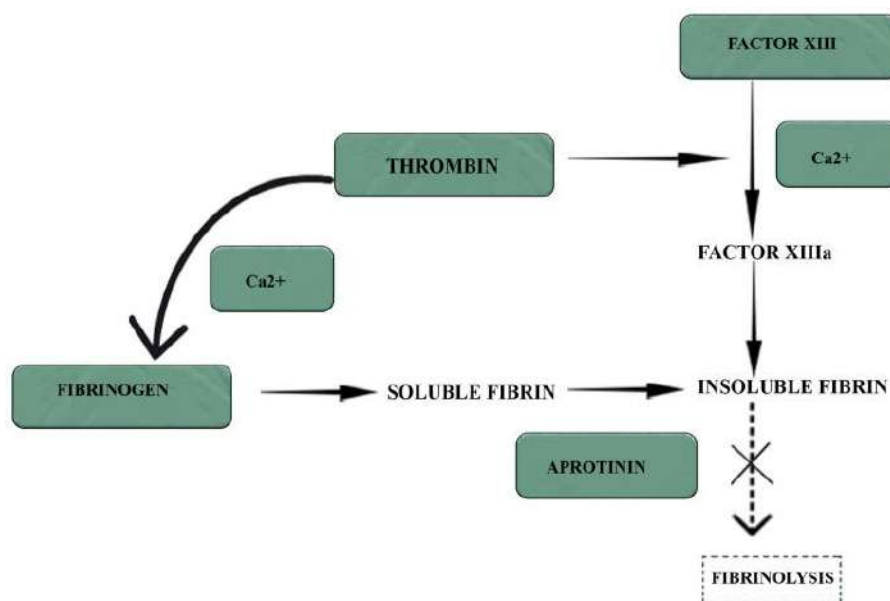 FACTOR XIII
THROMBIN
Ca2+
FACTOR XIIIa
Ca2+
FIBRINOGEN
SOLUBLE FIBRIN
INSOLUBLE FIBRIN
APROTININ
FIBRINOLYSIS